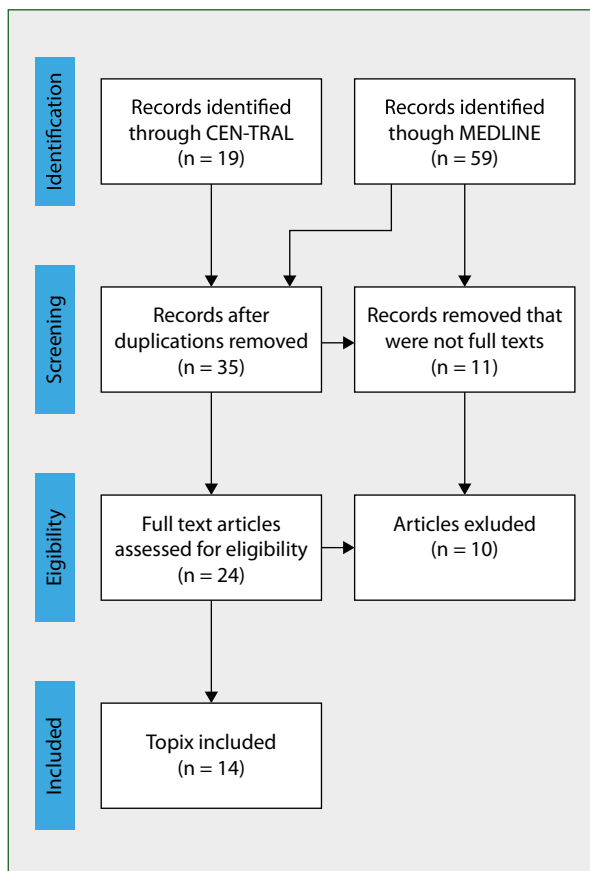 Identification
Records identified
through CEN-TRAL
(n = 19)
Records identified
though MEDLINE
(n = 59)
Screening
Records after
duplications removed
(n = 35)
Records removed that
were not full texts
(n = 11)
Eigibility
Full text articles
assessed for eligibility
(n = 24)
Articles exluded
(n = 10)
Included
Topix included
(n = 14)